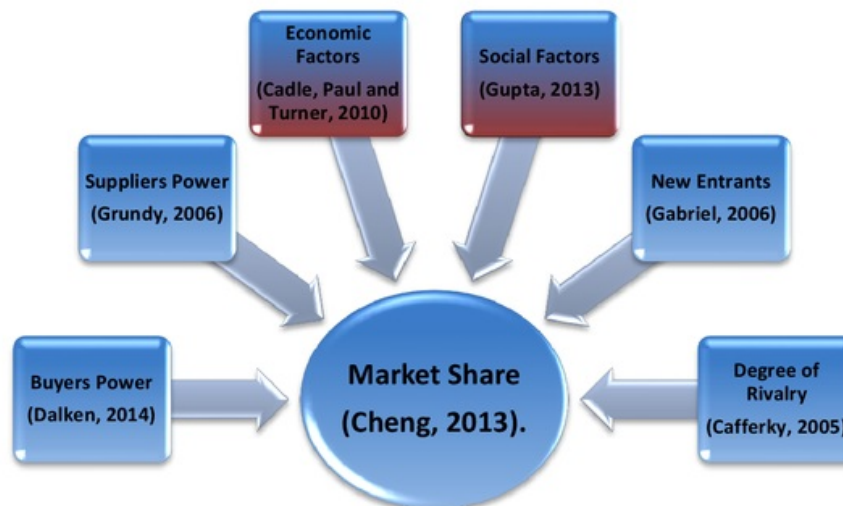 Economic
Factors
(Cadle, Paul and
Turner, 2010)
Social Factors
(Gupta, 2013)
Suppliers Power
(Grundy, 2006)
New Entrants
(Gabriel, 2006)
Buyers Power
(Dalken, 2014)
Market Share
(Cheng, 2013).
Degree of
Rivalry
(Cafferky, 2005)